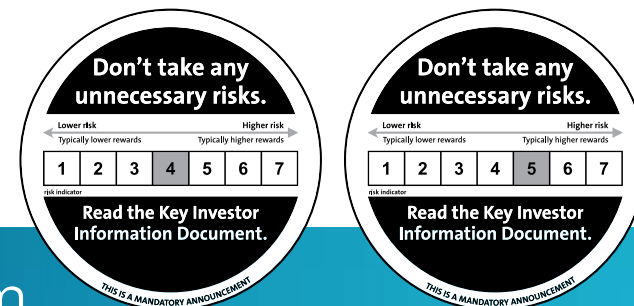 Don't take any
unnecessary risks.
Lower risk Higher risk
Typically lower rewards Typically higher rewards
1 2 3 4 5 6 7
risk indicator
Read the Key Investor
Information Document.
THIS IS A MANDATORY ANNOUNCEMENT
Don't take any
unnecessary risks.
Lower risk Higher risk
Typically lower rewards Typically higher rewards
1 2 3 4 5 6 7
risk indicator
Read the Key Investor
Information Document.
THIS IS A MANDATORY ANNOUNCEMENT